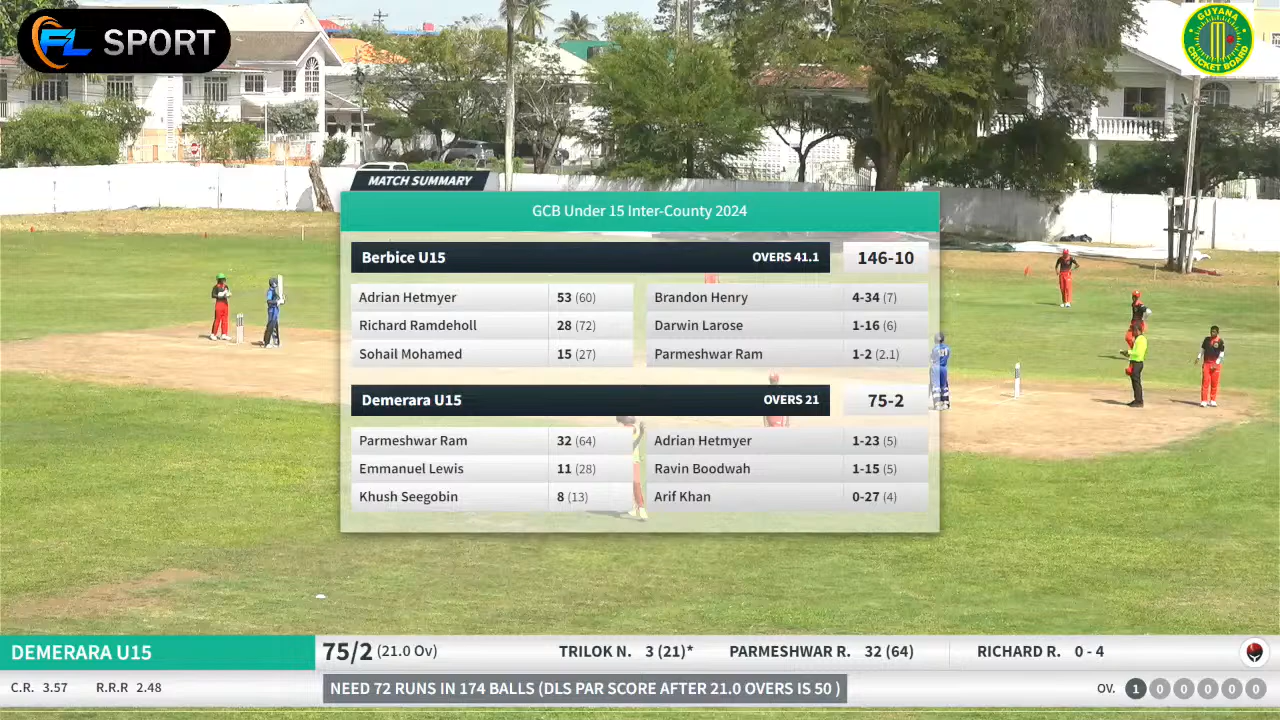 FL SPORT
GUYANA
CRICKET BOARD
MATCH SUMMARY
GCB Under 15 Inter-County 2024
Berbice U15 OVERS 41.1 146-10
Adrian Hetmyer 53 (60) Brandon Henry 4-34 (7)
Richard Ramdeholl 28 (72) Darwin Larose 1-16 (6)
Sohail Mohamed 15 (27) Parmeshwar Ram 1-2 (2.1)
Demerara U15 OVERS 21 75-2
Parmeshwar Ram 32 (64) Adrian Hetmyer 1-23 (5)
Emmanuel Lewis 11 (28) Ravin Boodwah 1-15 (5)
Khush Seegobin 8 (13) Arif Khan 0-27 (4)
DEMERARA U15 75/2 (21.0 Ov) TRILOK N. 3 (21)* PARMESHWAR R. 32 (64) RICHARD R. 0 - 4
C.R. 3.57 R.R.R 2.48 NEED 72 RUNS IN 174 BALLS (DLS PAR SCORE AFTER 21.0 OVERS IS 50 ) OV. 1 0 0 0 0 0